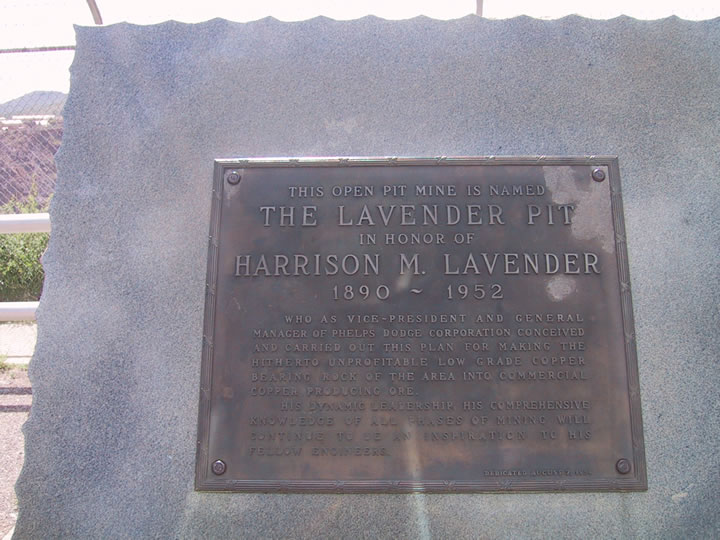 THIS OPEN PIT MINE IS NAMED
THE LAVENDER PIT
IN HONOR OF
HARRISON M. LAVENDER
1890 ~ 1952
WHO AS VICE-PRESIDENT AND GENERAL
MANAGER OF PHELPS DODGE CORPORATION CONCEIVED
AND CARRIED OUT THIS PLAN FOR MAKING THE
HITHERTO UNPROFITABLE LOW GRADE COPPER
BEARING ROCK OF THE AREA INTO COMMERCIAL
COPPER PRODUCING ORE.
HIS DYNAMIC LEADERSHIP HIS COMPREHENSIVE
KNOWLEDGE OF ALL PHASES OF MINING WILL
CONTINUE TO BE AN INSPIRATION TO HIS
FELLOW ENGINEERS.
DEDICATED AUGUST